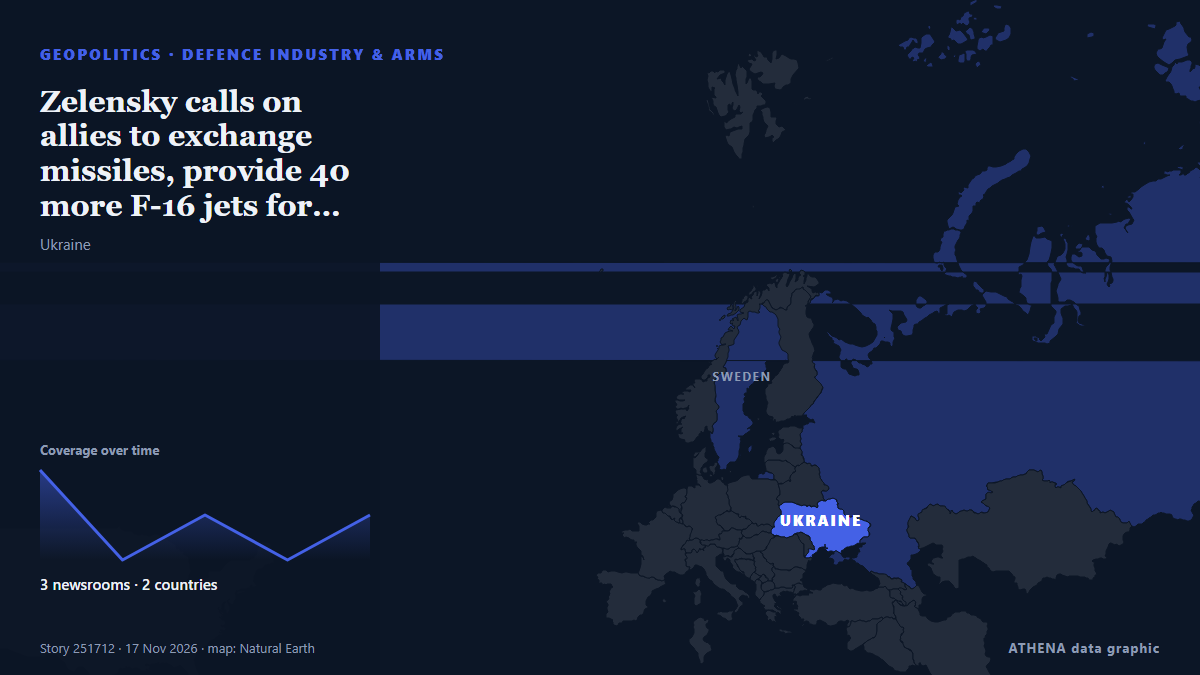 GEOPOLITICS · DEFENCE INDUSTRY & ARMS
Zelensky calls on
allies to exchange
missiles, provide 40
more F-16 jets for...
Ukraine
SWEDEN
UKRAINE
Coverage over time
3 newsrooms · 2 countries
Story 251712 · 17 Nov 2026 · map: Natural Earth
ATHENA data graphic